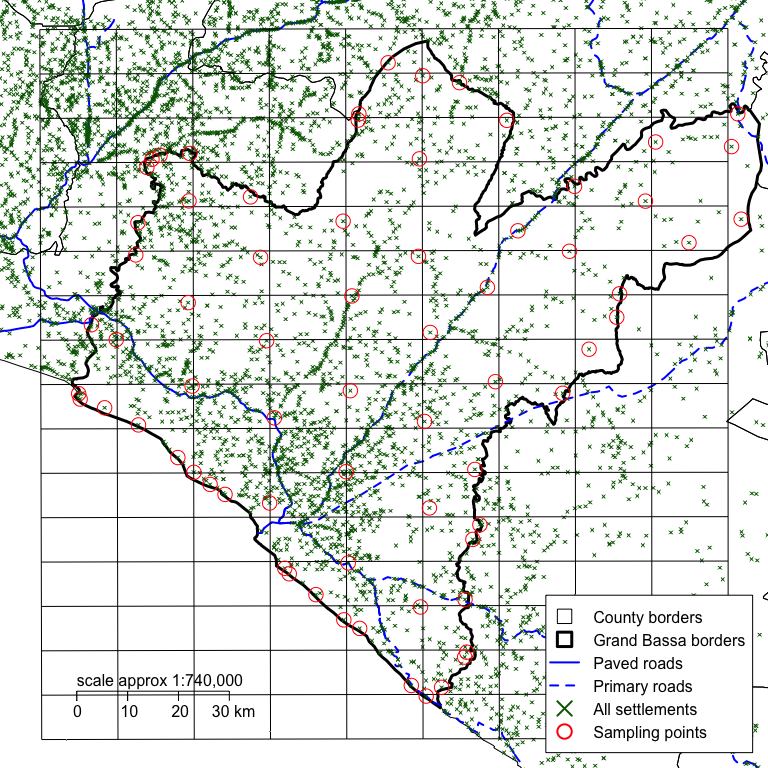 County borders
Grand Bassa borders
Paved roads
Primary roads
All settlements
Sampling points
scale approx 1:740,000
0 10 20 30 km